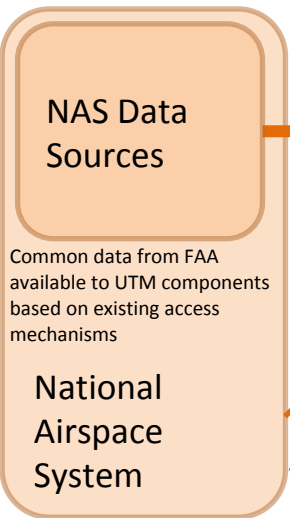 NAS Data
Sources
Common data from FAA
available to UTM components
based on existing access
mechanisms
National
Airspace
System